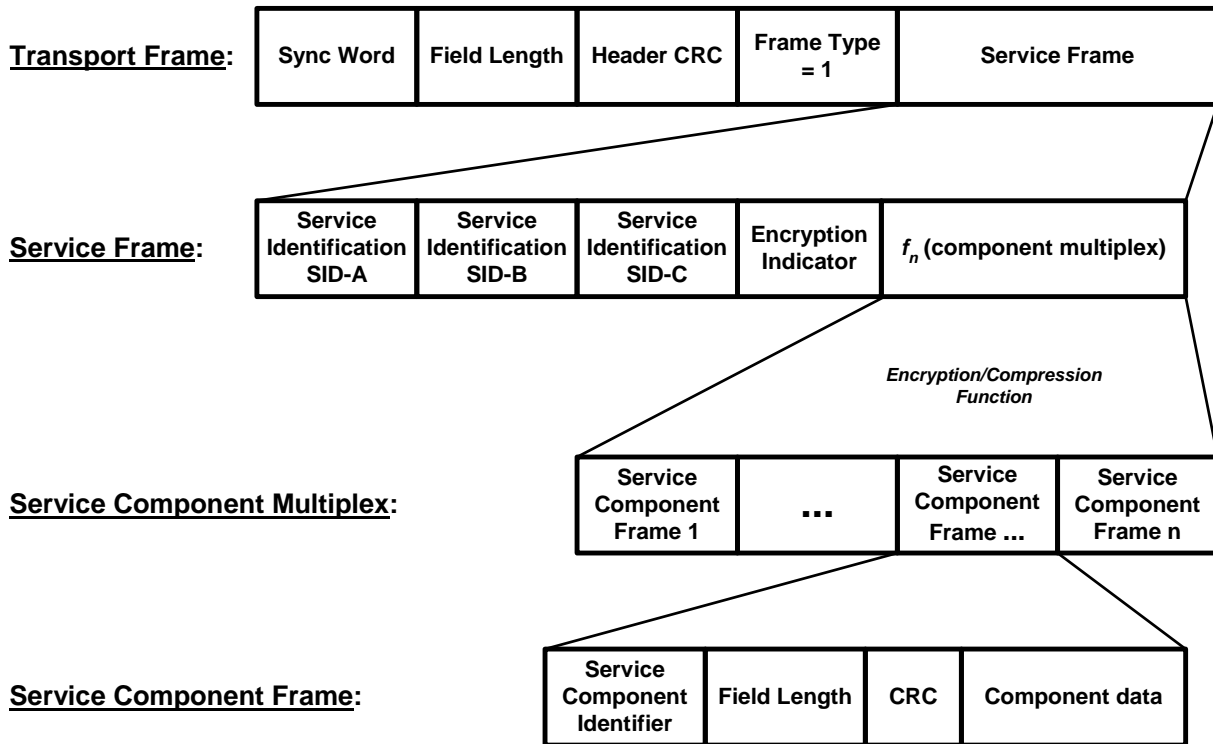 Transport Frame:
Sync Word
Field Length
Header CRC
Frame Type
= 1
Service Frame
Service Frame:
Service
Identification
SID-A
Service
Identification
SID-B
Service
Identification
SID-C
Encryption
Indicator
fn (component multiplex)
Encryption/Compression
Function
Service Component Multiplex:
Service
Component
Frame 1
...
Service
Component
Frame ...
Service
Component
Frame n
Service Component Frame:
Service
Component
Identifier
Field Length
CRC
Component data